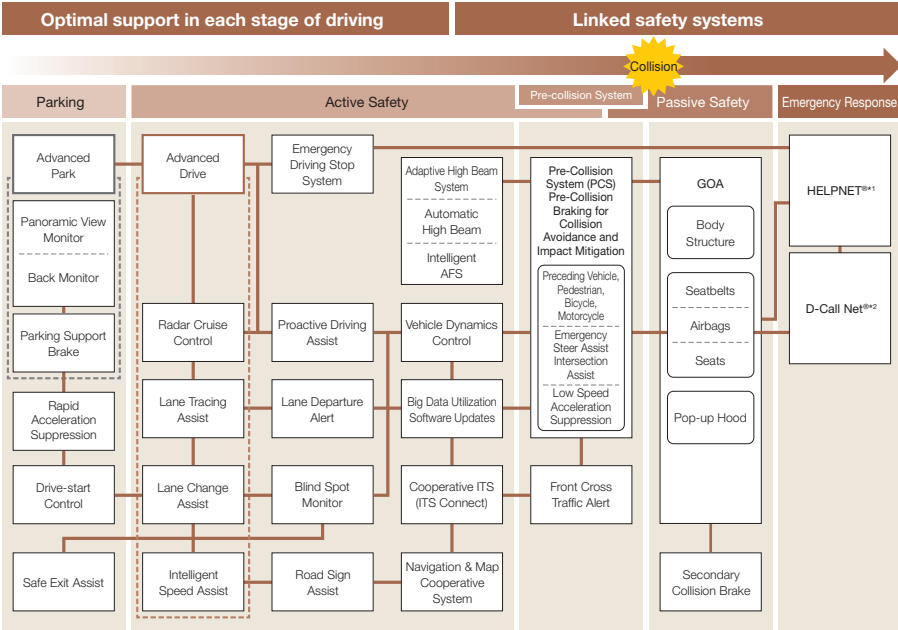 Optimal support in each stage of driving
Linked safety systems
Collision
Parking
Active Safety
Pre-collision System
Passive Safety
Emergency Response
Advanced
Park
Panoramic View
Monitor
Back Monitor
Parking Support
Brake
Rapid
Acceleration
Suppression
Drive-start
Control
Safe Exit Assist
Advanced
Drive
Radar Cruise
Control
Lane Tracing
Assist
Lane Change
Assist
Intelligent
Speed Assist
Emergency
Driving Stop
System
Proactive Driving
Assist
Lane Departure
Alert
Blind Spot
Monitor
Road Sign
Assist
Adaptive High Beam
System
Automatic
High Beam
Intelligent
AFS
Vehicle Dynamics
Control
Big Data Utilization
Software Updates
Cooperative ITS
(ITS Connect)
Navigation & Map
Cooperative
System
Pre-Collision
System (PCS)
Pre-Collision
Braking for
Collision
Avoidance and
Impact Mitigation
Preceding Vehicle,
Pedestrian,
Bicycle,
Motorcycle
Emergency
Steer Assist
Intersection
Assist
Low Speed
Acceleration
Suppression
Front Cross
Traffic Alert
GOA
Body
Structure
Seatbelts
Airbags
Seats
Pop-up Hood
Secondary
Collision Brake
HELPNET®*1
D-Call Net®*2